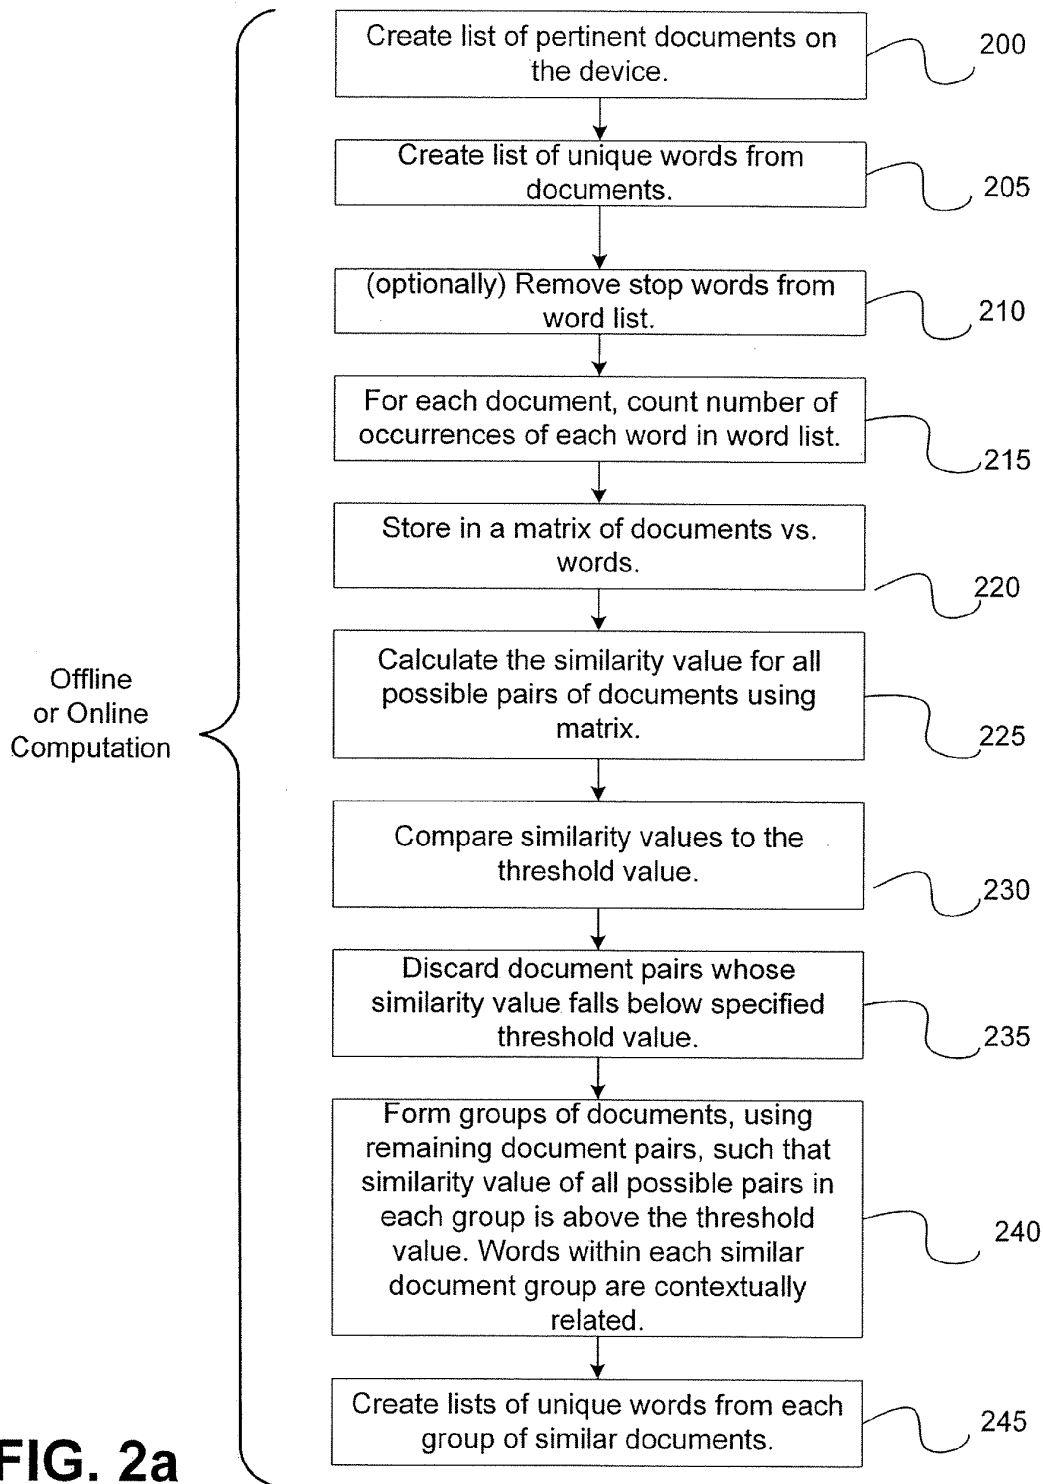 Create list of pertinent documents on
the device.
200
Create list of unique words from
documents.
205
(optionally) Remove stop words from
word list.
210
For each document, count number of
occurrences of each word in word list.
215
Store in a matrix of documents vs.
words.
220
Calculate the similarity value for all
possible pairs of documents using
matrix.
225
Offline
or Online
Computation
Compare similarity values to the
threshold value.
230
Discard document pairs whose
similarity value falls below specified
threshold value.
235
Form groups of documents, using
remaining document pairs, such that
similarity value of all possible pairs in
each group is above the threshold
value. Words within each similar
document group are contextually
related.
240
Create lists of unique words from each
group of similar documents.
245
FIG. 2a